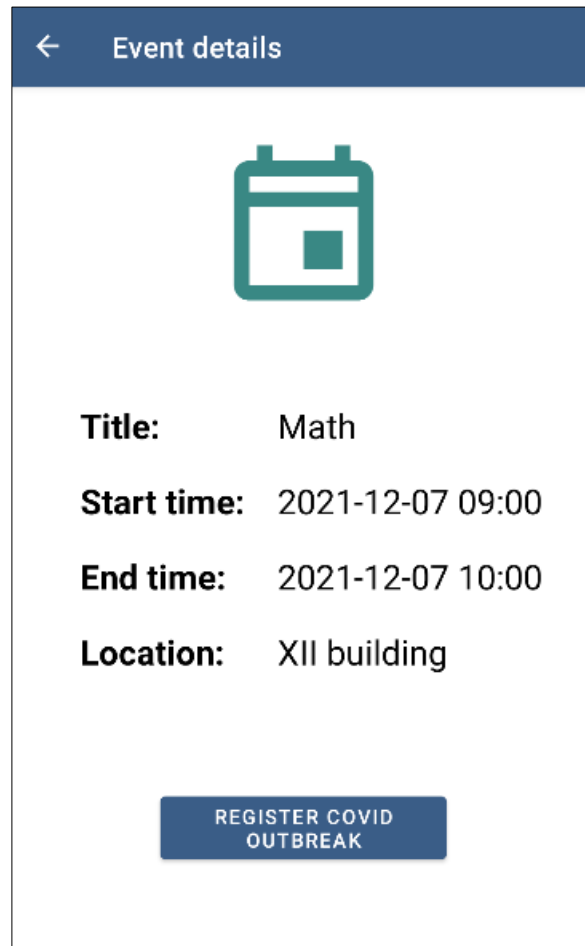 Event details
Title: Math
Start time: 2021-12-07 09:00
End time: 2021-12-07 10:00
Location: XII building
REGISTER COVID
OUTBREAK